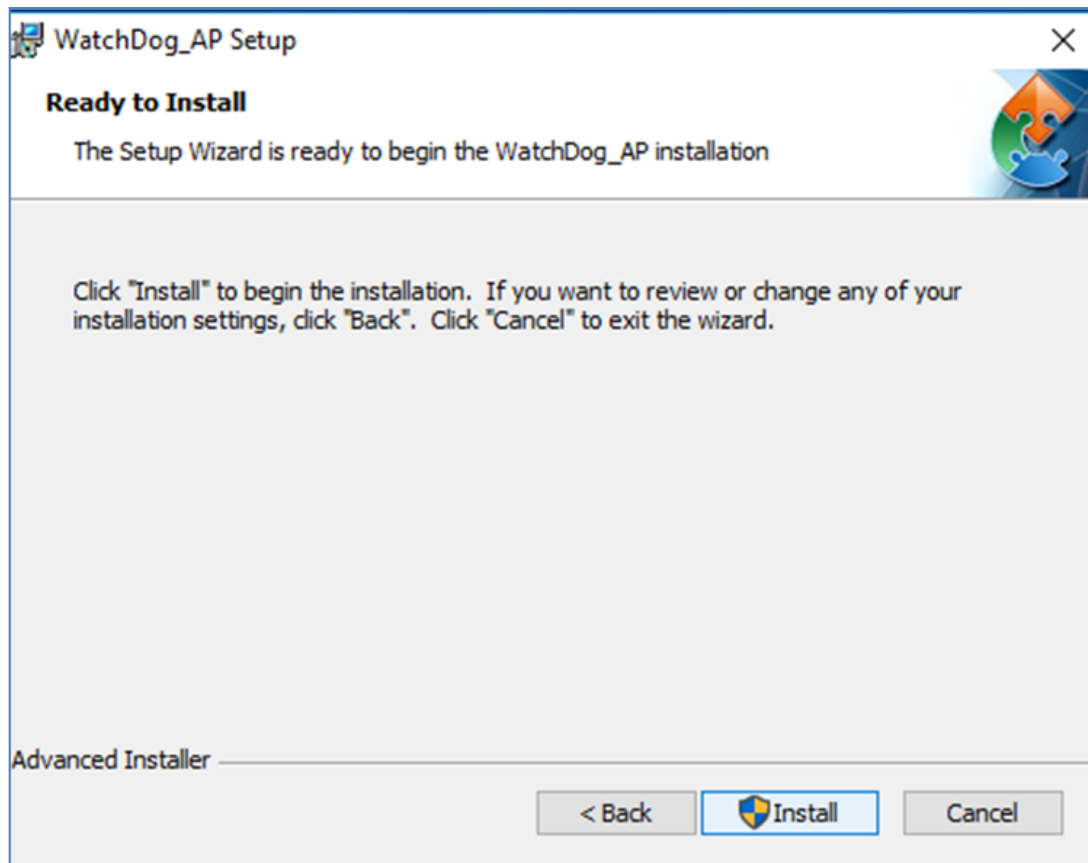 WatchDog_AP Setup
Ready to Install
The Setup Wizard is ready to begin the WatchDog_AP installation
Click "Install" to begin the installation.  If you want to review or change any of your
installation settings, click "Back".  Click "Cancel" to exit the wizard.
Advanced Installer
< Back
Install
Cancel